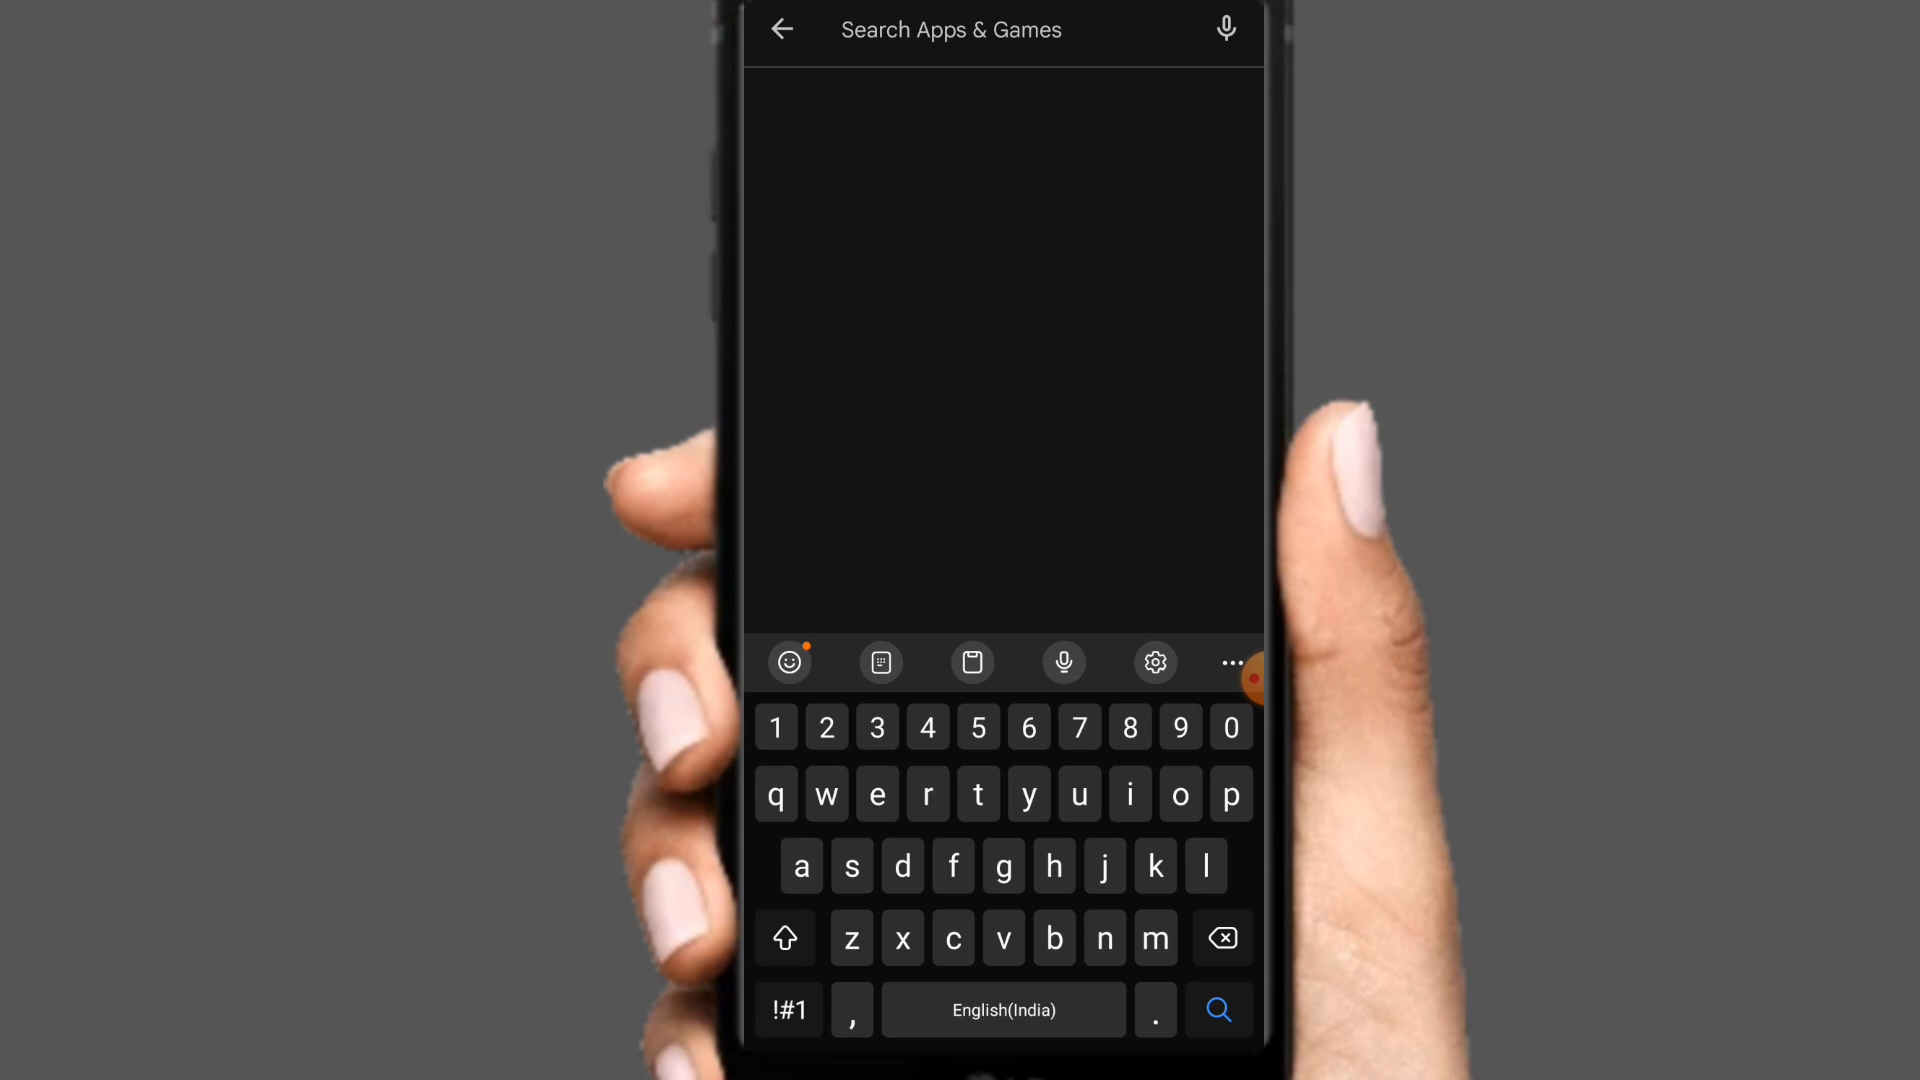 Search Apps & Games
1 2 3 4 5 6 7 8 9 0
q w e r t y u i o p
a s d f g h j k l
z x c v b n m
!#1 , English(India) .